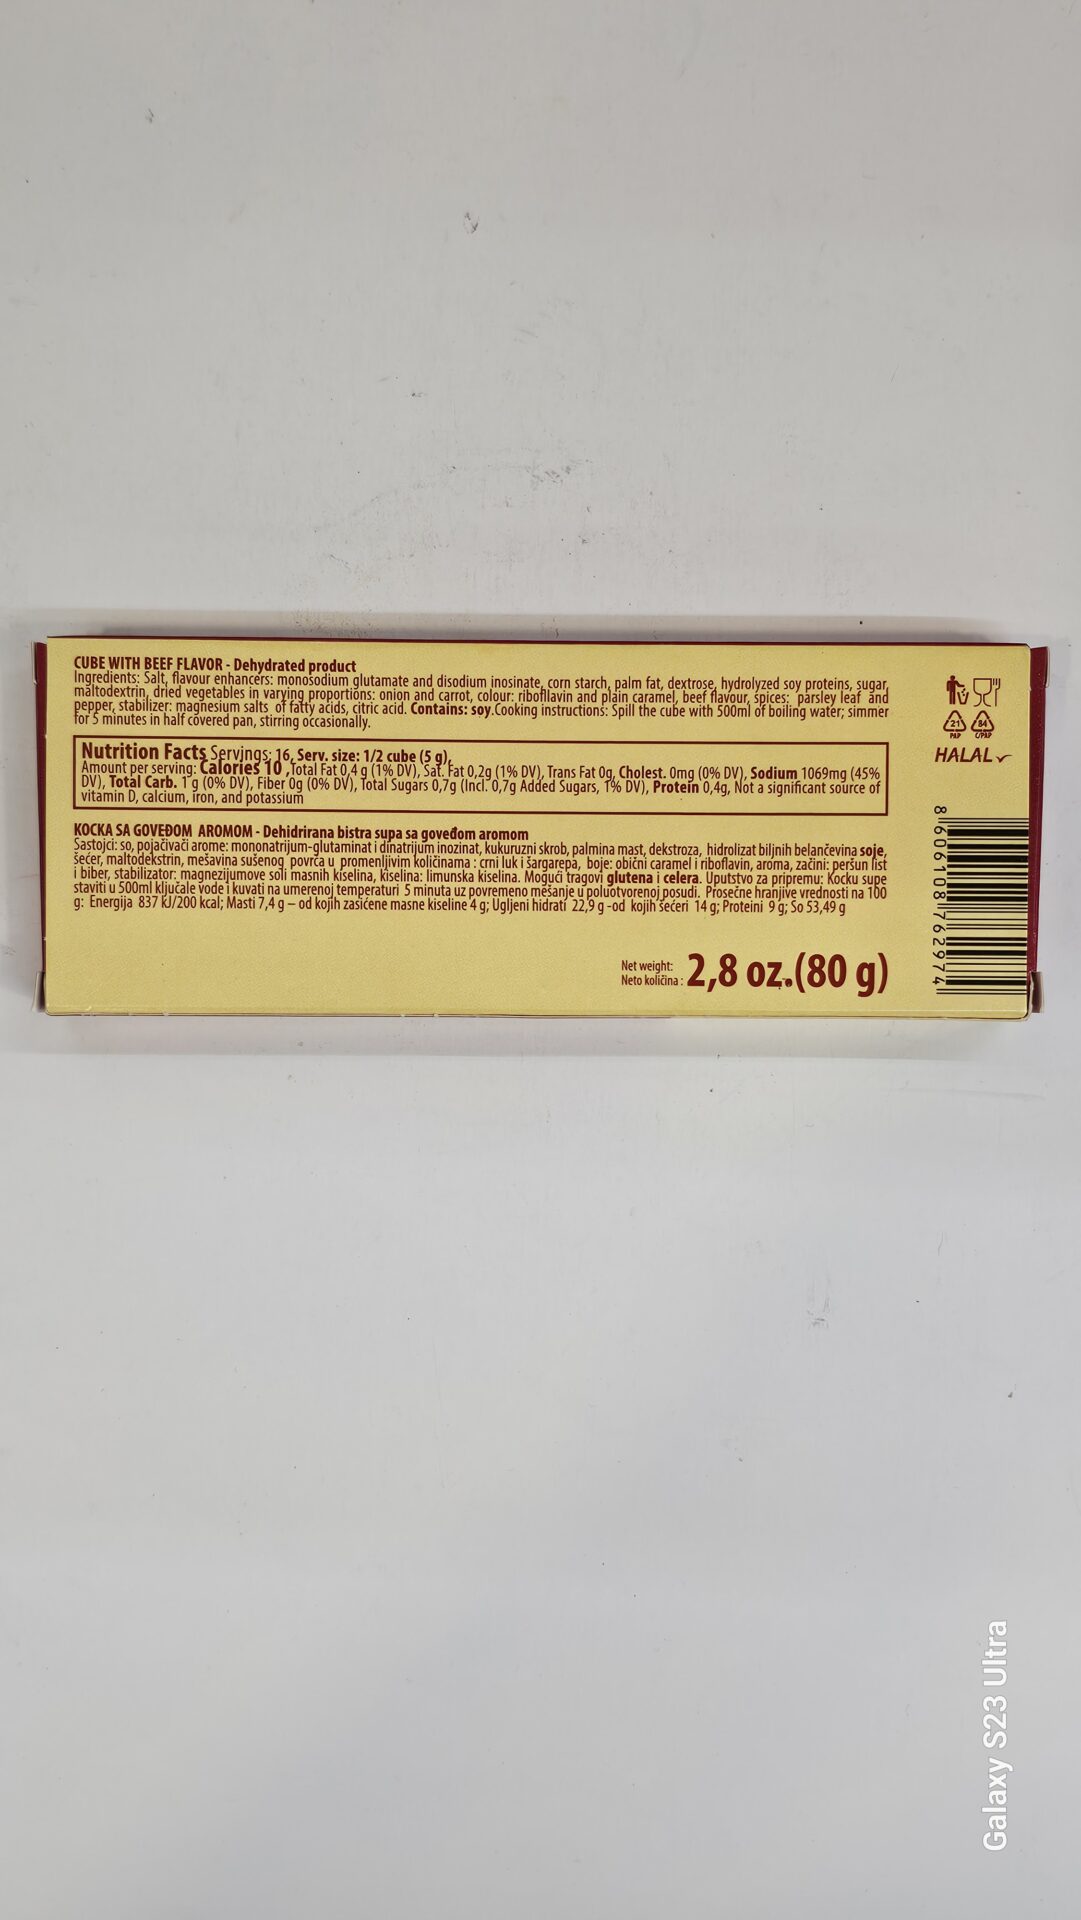 CUBE WITH BEEF FLAVOR - Dehydrated product
Ingredients: Salt, flavour enhancers: monosodium glutamate and disodium inosinate, corn starch, palm fat, dextrose, hydrolyzed soy proteins, sugar,
maltodextrin, dried vegetables in varying proportions: onion and carrot, colour: ribofllavin and plain caramel, beef flavour, spices: parsley leaf and
pepper, stabilizer: magnesium salts of fatty acids, citric acid. Contains: soy.Cooking instructions: Spill the cube with 500ml of boiling water; simmer
for 5 minutes in half covered pan, stirring occasionally.
Nutrition Facts Servings: 16, Serv. size: 1/2 cube (5 g),
Amount per serving: Calories 10 ,Total Fat 0,4 g (1% DV), Sat. Fat 0,2g (1% DV), Trans Fat 0g, Cholest. 0mg (0% DV), Sodium 1069mg (45%
DV), Total Carb. 1 g (0% DV), Fiber 0g (0% DV), Total Sugars 0,7g (Incl. 0,7g Added Sugars, 1% DV), Protein 0,4g, Not a significant source of
vitamin D, calcium, iron, and potassium
KOCKA SA GOVEĐOM AROMOM - Dehidrirana bistra supa sa goveđom aromom
Sastojci: so, pojačivači arome: mononatrijum-glutaminat i dinatrijum inozinat, kukuruzni skrob, palmina mast, dekstroza, hidrolizat biljnih belančevina soje,
šećer, maltodekstrin, mešavina sušenog povrća u promenljivim količinama : crni luk i šargarepa, boje: obični caramel i riboflavin, aroma, začini: peršun list
i biber, stabilizator: magnezijumove soli masnih kiselina, kiselina: limunska kiselina. Mogući tragovi glutena i celera. Uputstvo za pripremu: Kocku supe
staviti u 500ml ključale vode i kuvati na umerenoj temperaturi 5 minuta uz povremeno mešanje u poluotvorenoj posudi. Prosečne hranjive vrednosti na 100
g: Energija 837 kJ/200 kcal; Masti 7,4 g – od kojih zasićene masne kiseline 4 g; Ugljeni hidrati 22,9 g -od kojih šećeri 14 g; Proteini 9 g; So 53,49 g
Net weight:
Neto količina : 2,8 oz.(80 g)
21 84
PAP C/PAP
HALAL
8 606108 762974
Galaxy S23 Ultra